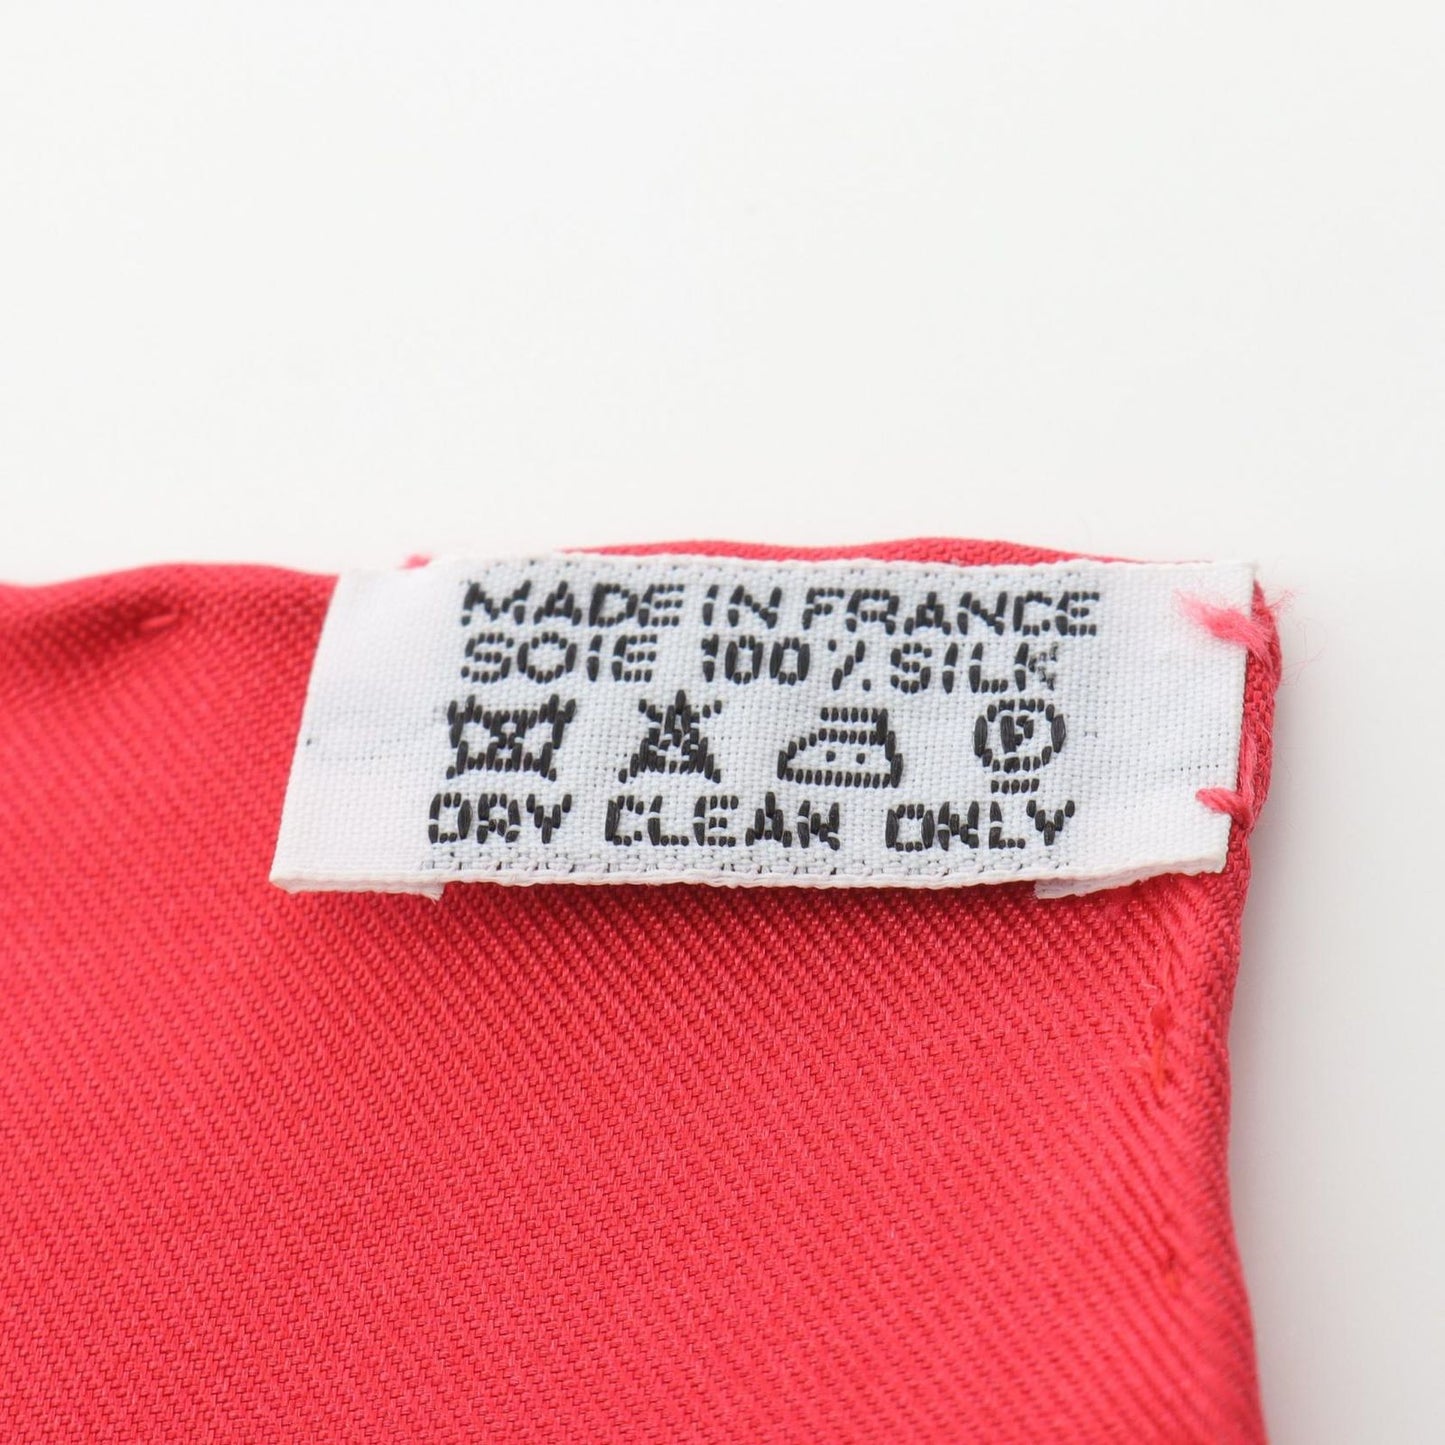 MADE IN FRANCE
SOIE 100% SILK
P
DRY CLEAN ONLY